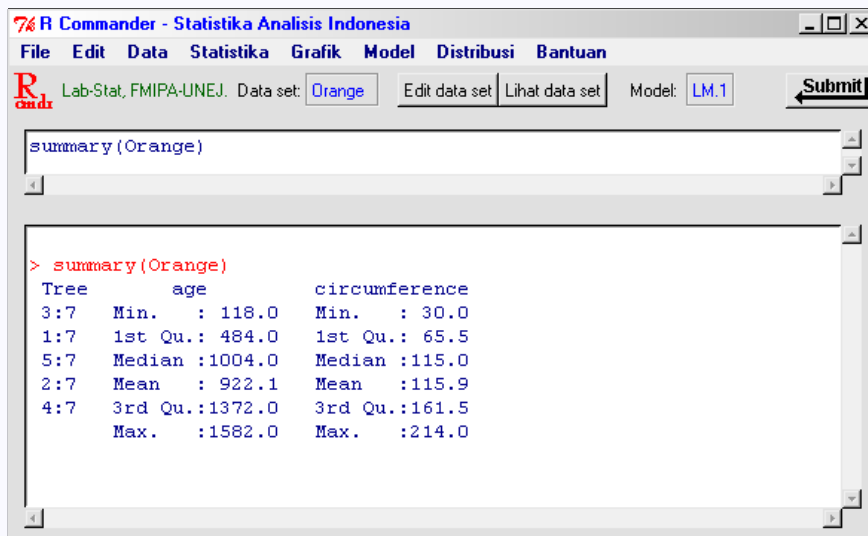 R Commander - Statistika Analisis Indonesia
File Edit Data Statistika Grafik Model Distribusi Bantuan
R cmdr Lab-Stat, FMIPA-UNEJ. Data set: Orange Edit data set Lihat data set Model: LM.1 Submit
summary(Orange)
> summary(Orange)
Tree age circumference
3:7 Min. : 118.0 Min. : 30.0
1:7 1st Qu.: 484.0 1st Qu.: 65.5
5:7 Median :1004.0 Median :115.0
2:7 Mean : 922.1 Mean :115.9
4:7 3rd Qu.:1372.0 3rd Qu.:161.5
Max. :1582.0 Max. :214.0